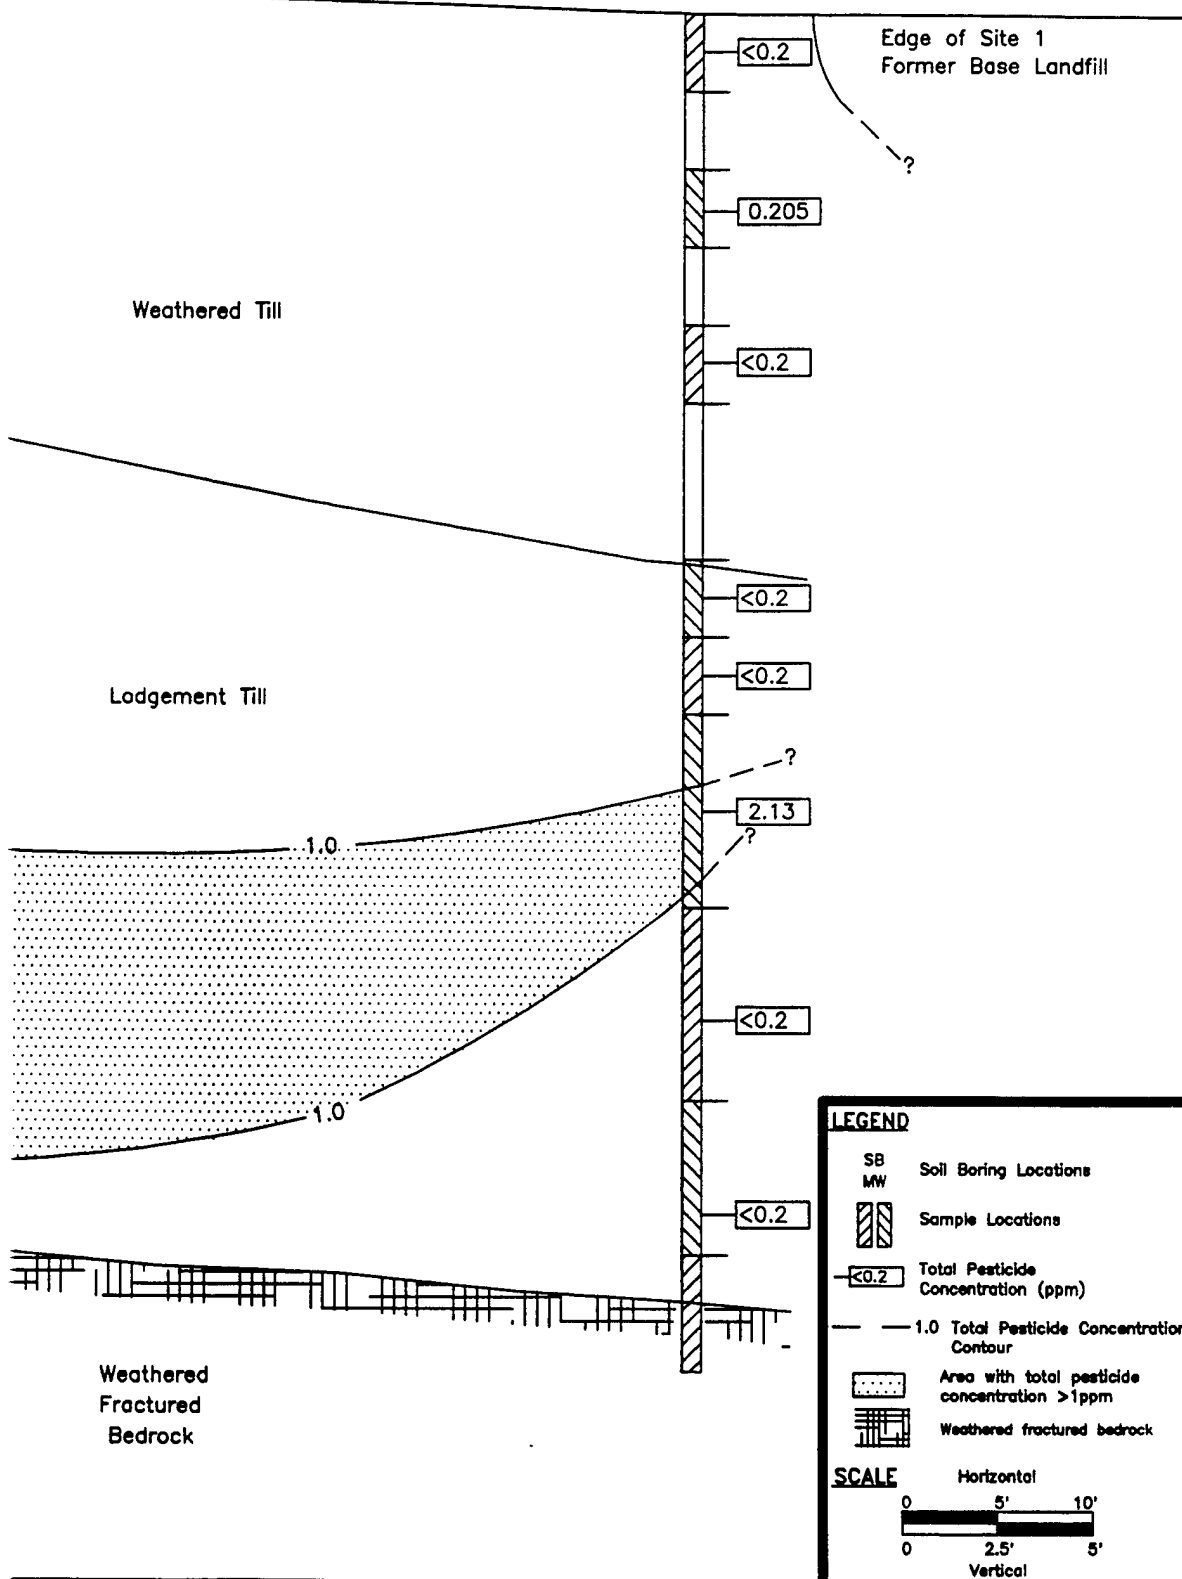 Edge of Site 1
Former Base Landfill
<0.2
?
0.205
Weathered Till
<0.2
<0.2
<0.2
Lodgement Till
?
2.13
?
1.0
<0.2
1.0
<0.2
Weathered
Fractured
Bedrock
LEGEND
SB
MW
Soil Boring Locations
Sample Locations
<0.2
Total Pesticide
Concentration (ppm)
1.0 Total Pesticide Concentration
Contour
Area with total pesticide
concentration >1ppm
Weathered fractured bedrock
SCALE
Horizontal
0 5' 10'
0 2.5' 5'
Vertical